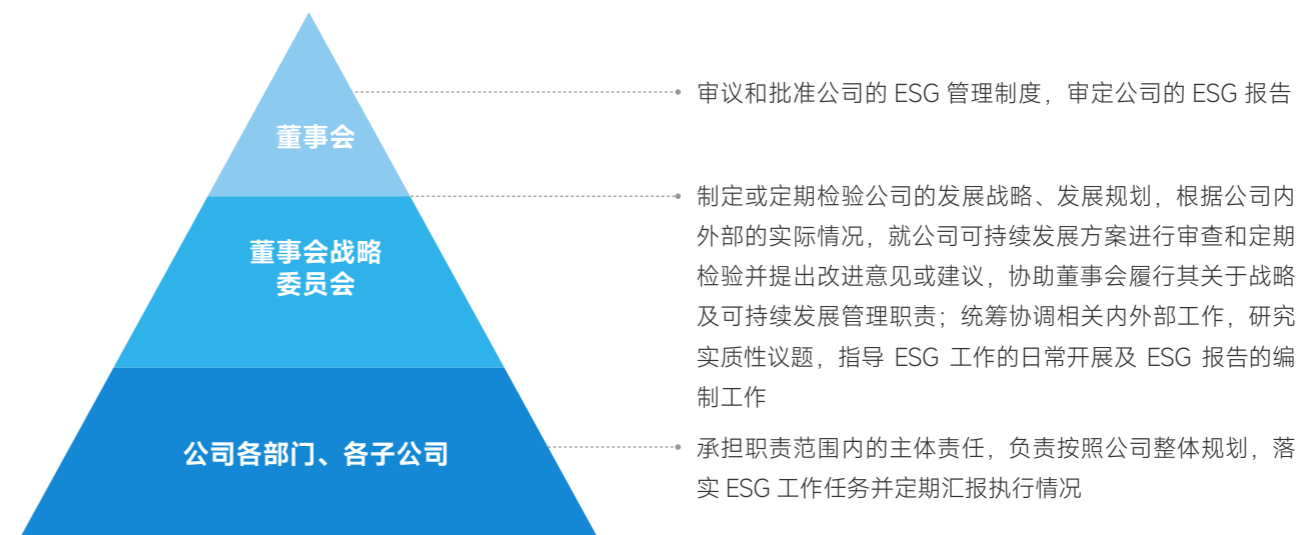 董事会
审议和批准公司的 ESG 管理制度，审定公司的 ESG 报告
董事会战略
委员会
制定或定期检验公司的发展战略、发展规划，根据公司内
外部的实际情况，就公司可持续发展方案进行审查和定期
检验并提出改进意见或建议，协助董事会履行其关于战略
及可持续发展管理职责；统筹协调相关内外部工作，研究
实质性议题，指导 ESG 工作的日常开展及 ESG 报告的编
制工作
公司各部门、各子公司
承担职责范围内的主体责任，负责按照公司整体规划，落
实 ESG 工作任务并定期汇报执行情况